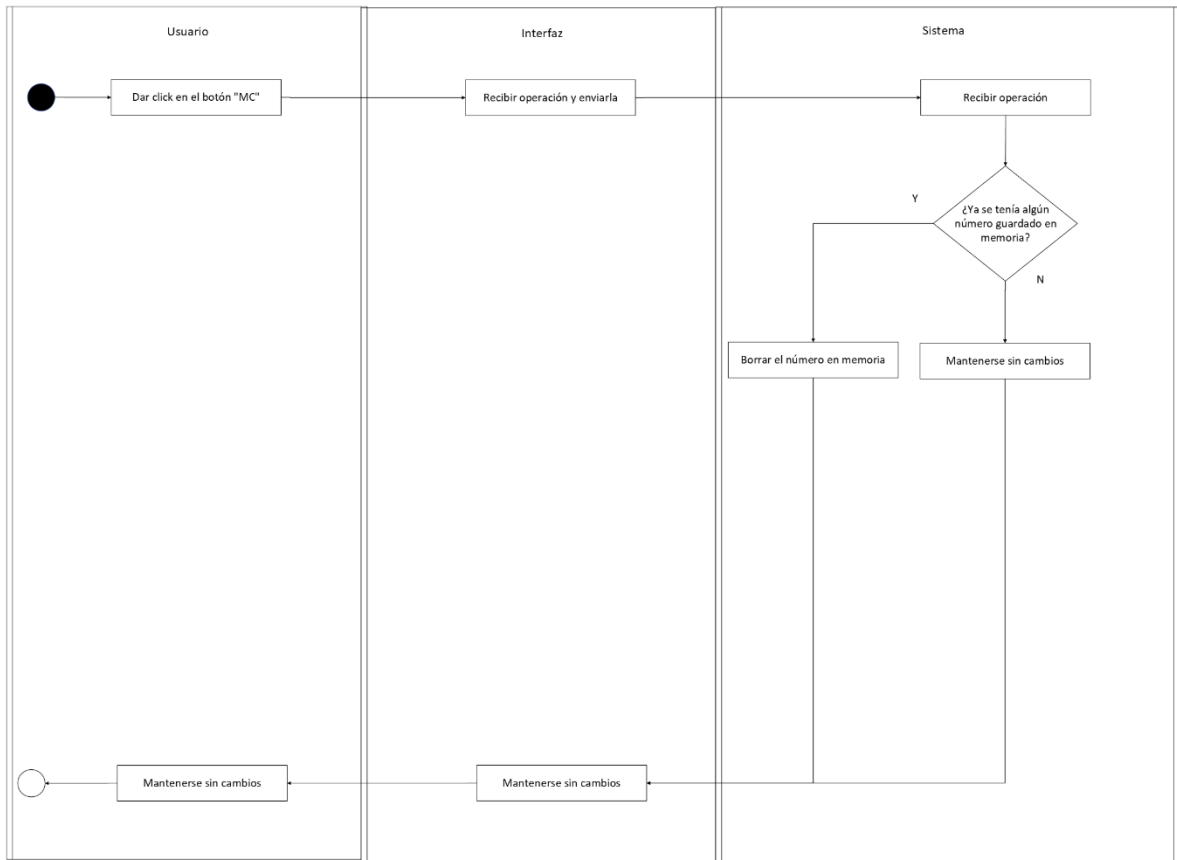 Usuario
Interfaz
Sistema
Dar click en el botón "MC"
Recibir operación y enviarla
Recibir operación
Y
¿Ya se tenía algún
número guardado en
memoria?
N
Borrar el número en memoria
Mantenerse sin cambios
Mantenerse sin cambios
Mantenerse sin cambios